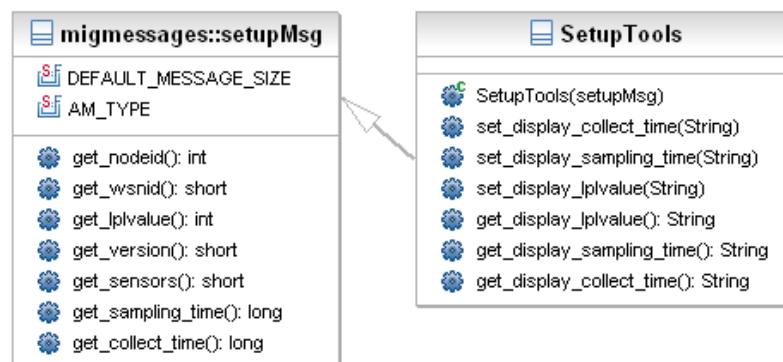 migmessages::setupMsg
DEFAULT_MESSAGE_SIZE
AM_TYPE
get_nodeid(): int
get_wsnid(): short
get_lplvalue(): int
get_version(): short
get_sensors(): short
get_sampling_time(): long
get_collect_time(): long
SetupTools
SetupTools(setupMsg)
set_display_collect_time(String)
set_display_sampling_time(String)
set_display_lplvalue(String)
get_display_lplvalue(): String
get_display_sampling_time(): String
get_display_collect_time(): String